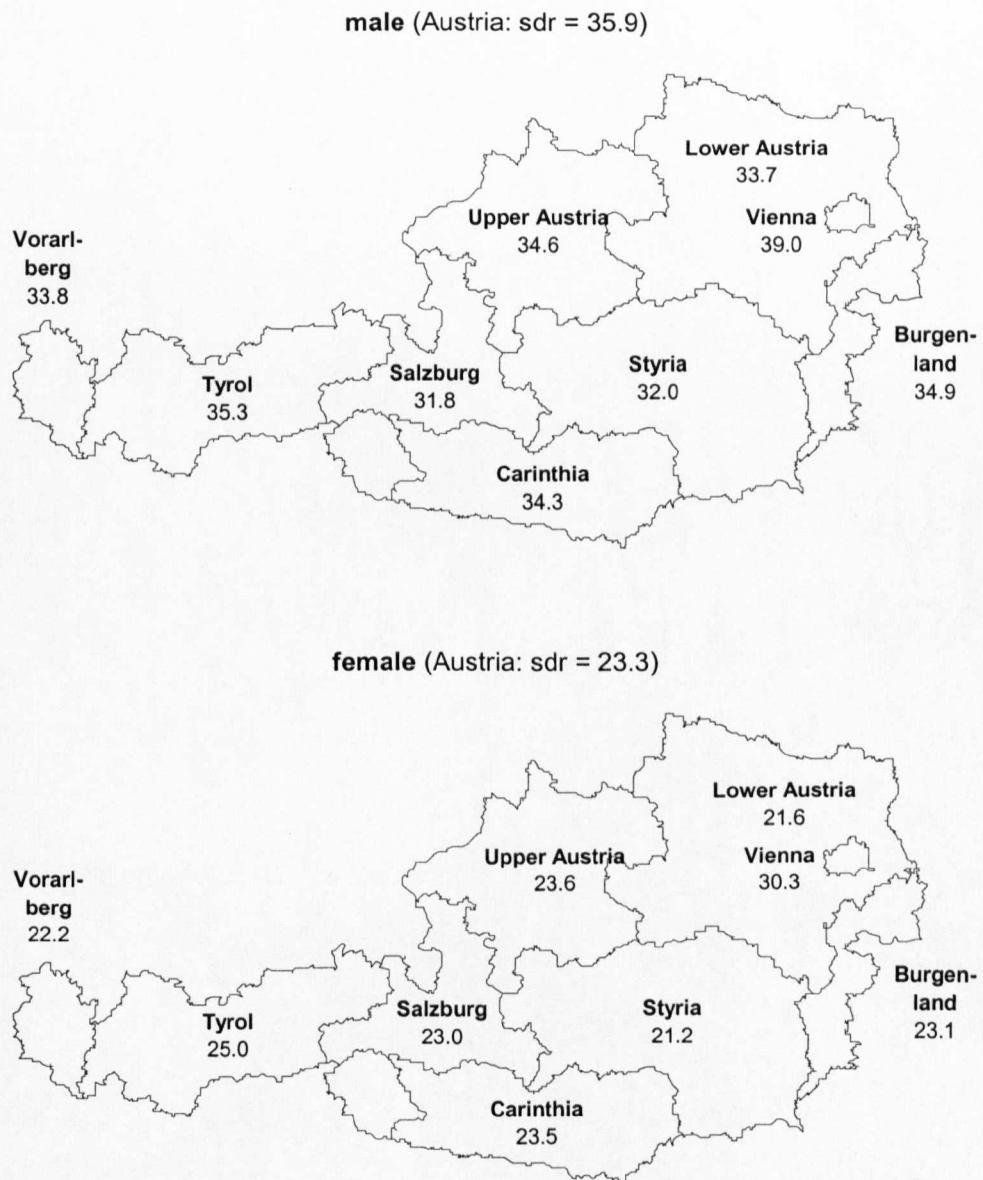 male (Austria: sdr = 35.9)
Lower Austria
33.7
Upper Austria
34.6
Vienna
39.0
Vorarl-
berg
33.8
Burgen-
land
34.9
Styria
32.0
Salzburg
31.8
Tyrol
35.3
Carinthia
34.3
female (Austria: sdr = 23.3)
Lower Austria
21.6
Upper Austria
23.6
Vienna
30.3
Vorarl-
berg
22.2
Burgen-
land
23.1
Styria
21.2
Salzburg
23.0
Tyrol
25.0
Carinthia
23.5